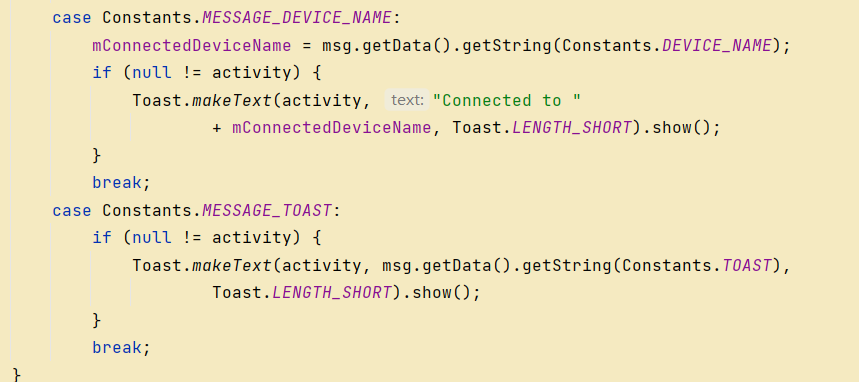 case Constants.MESSAGE_DEVICE_NAME:
mConnectedDeviceName = msg.getData().getString(Constants.DEVICE_NAME);
if (null != activity) {
Toast.makeText(activity, text: "Connected to "
+ mConnectedDeviceName, Toast.LENGTH_SHORT).show();
}
break;
case Constants.MESSAGE_TOAST:
if (null != activity) {
Toast.makeText(activity, msg.getData().getString(Constants.TOAST),
Toast.LENGTH_SHORT).show();
}
break;
}